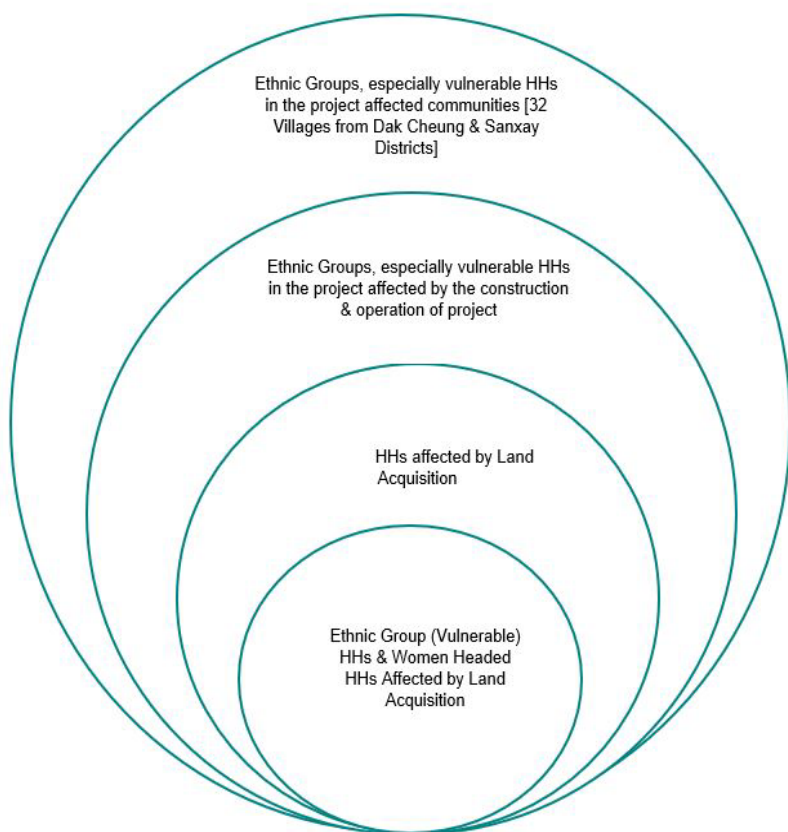 Ethnic Groups, especially vulnerable HHs
in the project affected communities [32
Villages from Dak Cheung & Sanxay
Districts]
Ethnic Groups, especially vulnerable HHs
in the project affected by the construction
& operation of project
HHs affected by Land
Acquisition
Ethnic Group (Vulnerable)
HHs & Women Headed
HHs Affected by Land
Acquisition